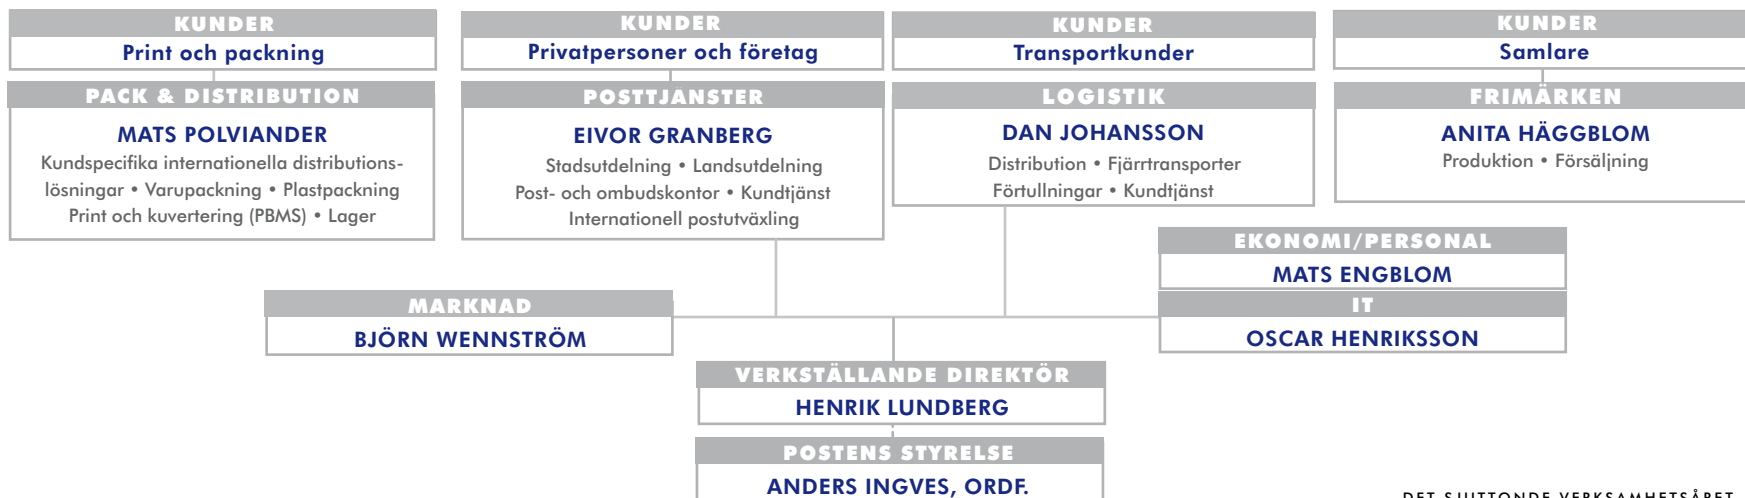 KUNDER
Print och packning
PACK & DISTRIBUTION
MATS POLVIANDER
Kundspecifika internationella distributions-
lösningar • Varupackning • Plastpackning
Print och kuvertering (PBMS) • Lager
KUNDER
Privatpersoner och företag
POSTTJÄNSTER
EIVOR GRANBERG
Stadsutdelning • Landsutdelning
Post- och ombudskontor • Kundtjänst
Internationell postutväxling
KUNDER
Transportkunder
LOGISTIK
DAN JOHANSSON
Distribution • Fjärrtransporter
Förtullningar • Kundtjänst
KUNDER
Samlare
FRIMÄRKEN
ANITA HÄGGBLOM
Produktion • Försäljning
EKONOMI/PERSONAL
MATS ENGBLOM
IT
OSCAR HENRIKSSON
MARKNAD
BJÖRN WENNSTRÖM
VERKSTÄLLANDE DIREKTÖR
HENRIK LUNDBERG
POSTENS STYRELSE
ANDERS INGVES, ORDF.
DET SJUTTONDE VERKSAMHETSÅRET